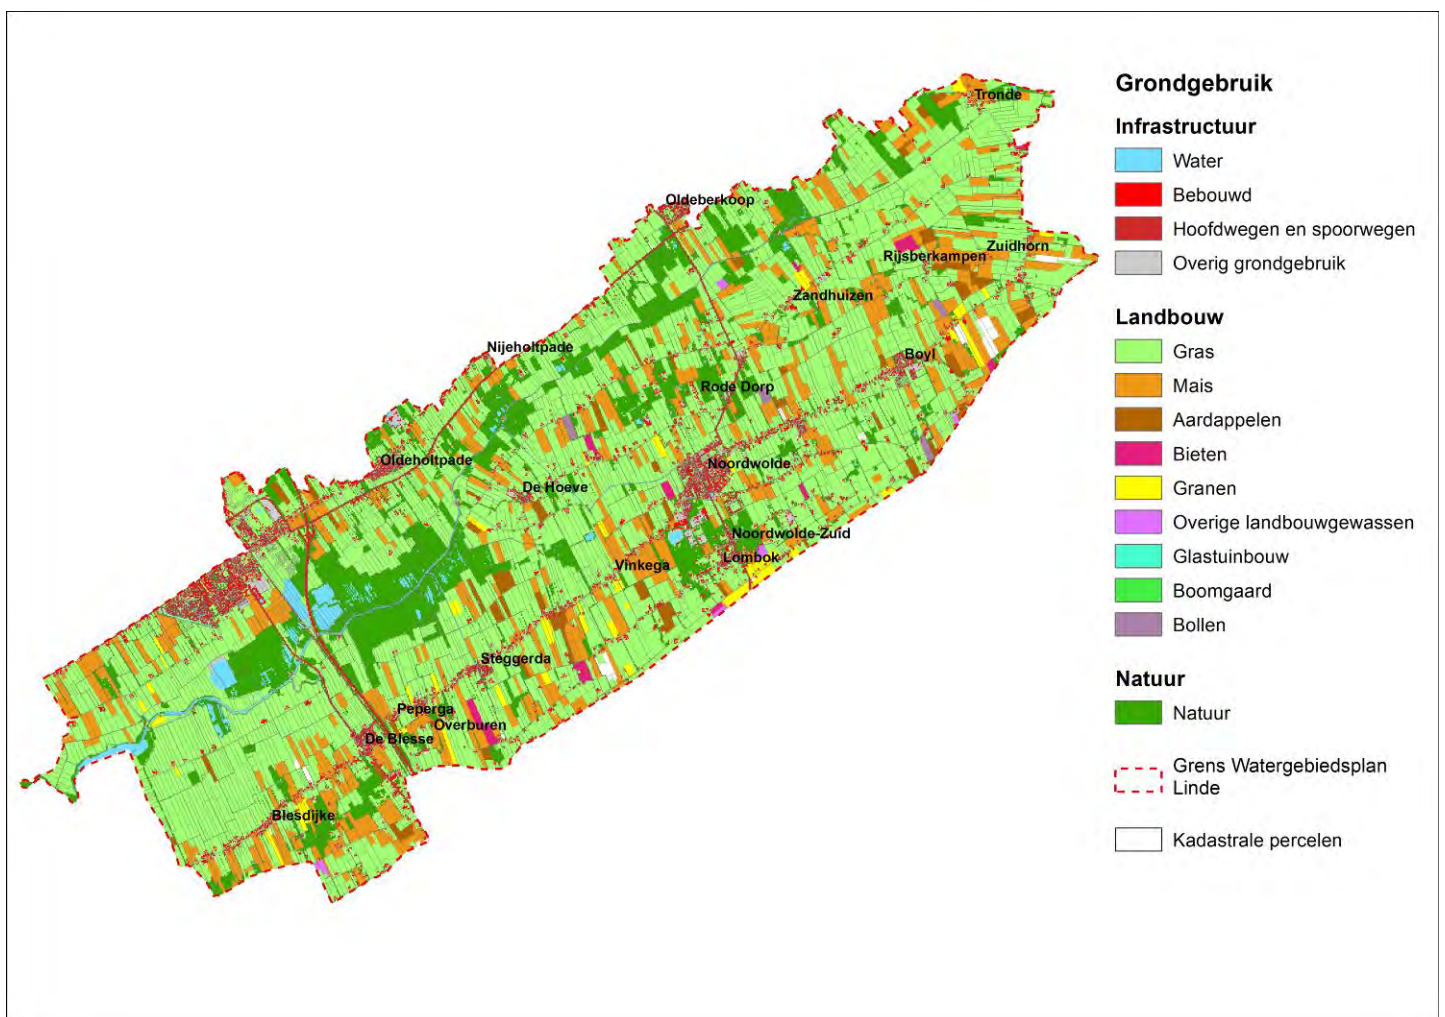 Tronde
Oldeberkoop
Zuidhorn
Rijsberkampen
Zandhuizen
Nijeholtpade
Boyl
Rode Dorp
Oldeholtpade
Noordwolde
De Hoeve
Noordwolde-Zuid
Lombok
Vinkega
Steggerda
Peperga
Overburen
De Blesse
Blesdijke
Grondgebruik
Infrastructuur
Water
Bebouwd
Hoofdwegen en spoorwegen
Overig grondgebruik
Landbouw
Gras
Mais
Aardappelen
Bieten
Granen
Overige landbouwgewassen
Glastuinbouw
Boomgaard
Bollen
Natuur
Natuur
Grens Watergebiedsplan
Linde
Kadastrale percelen